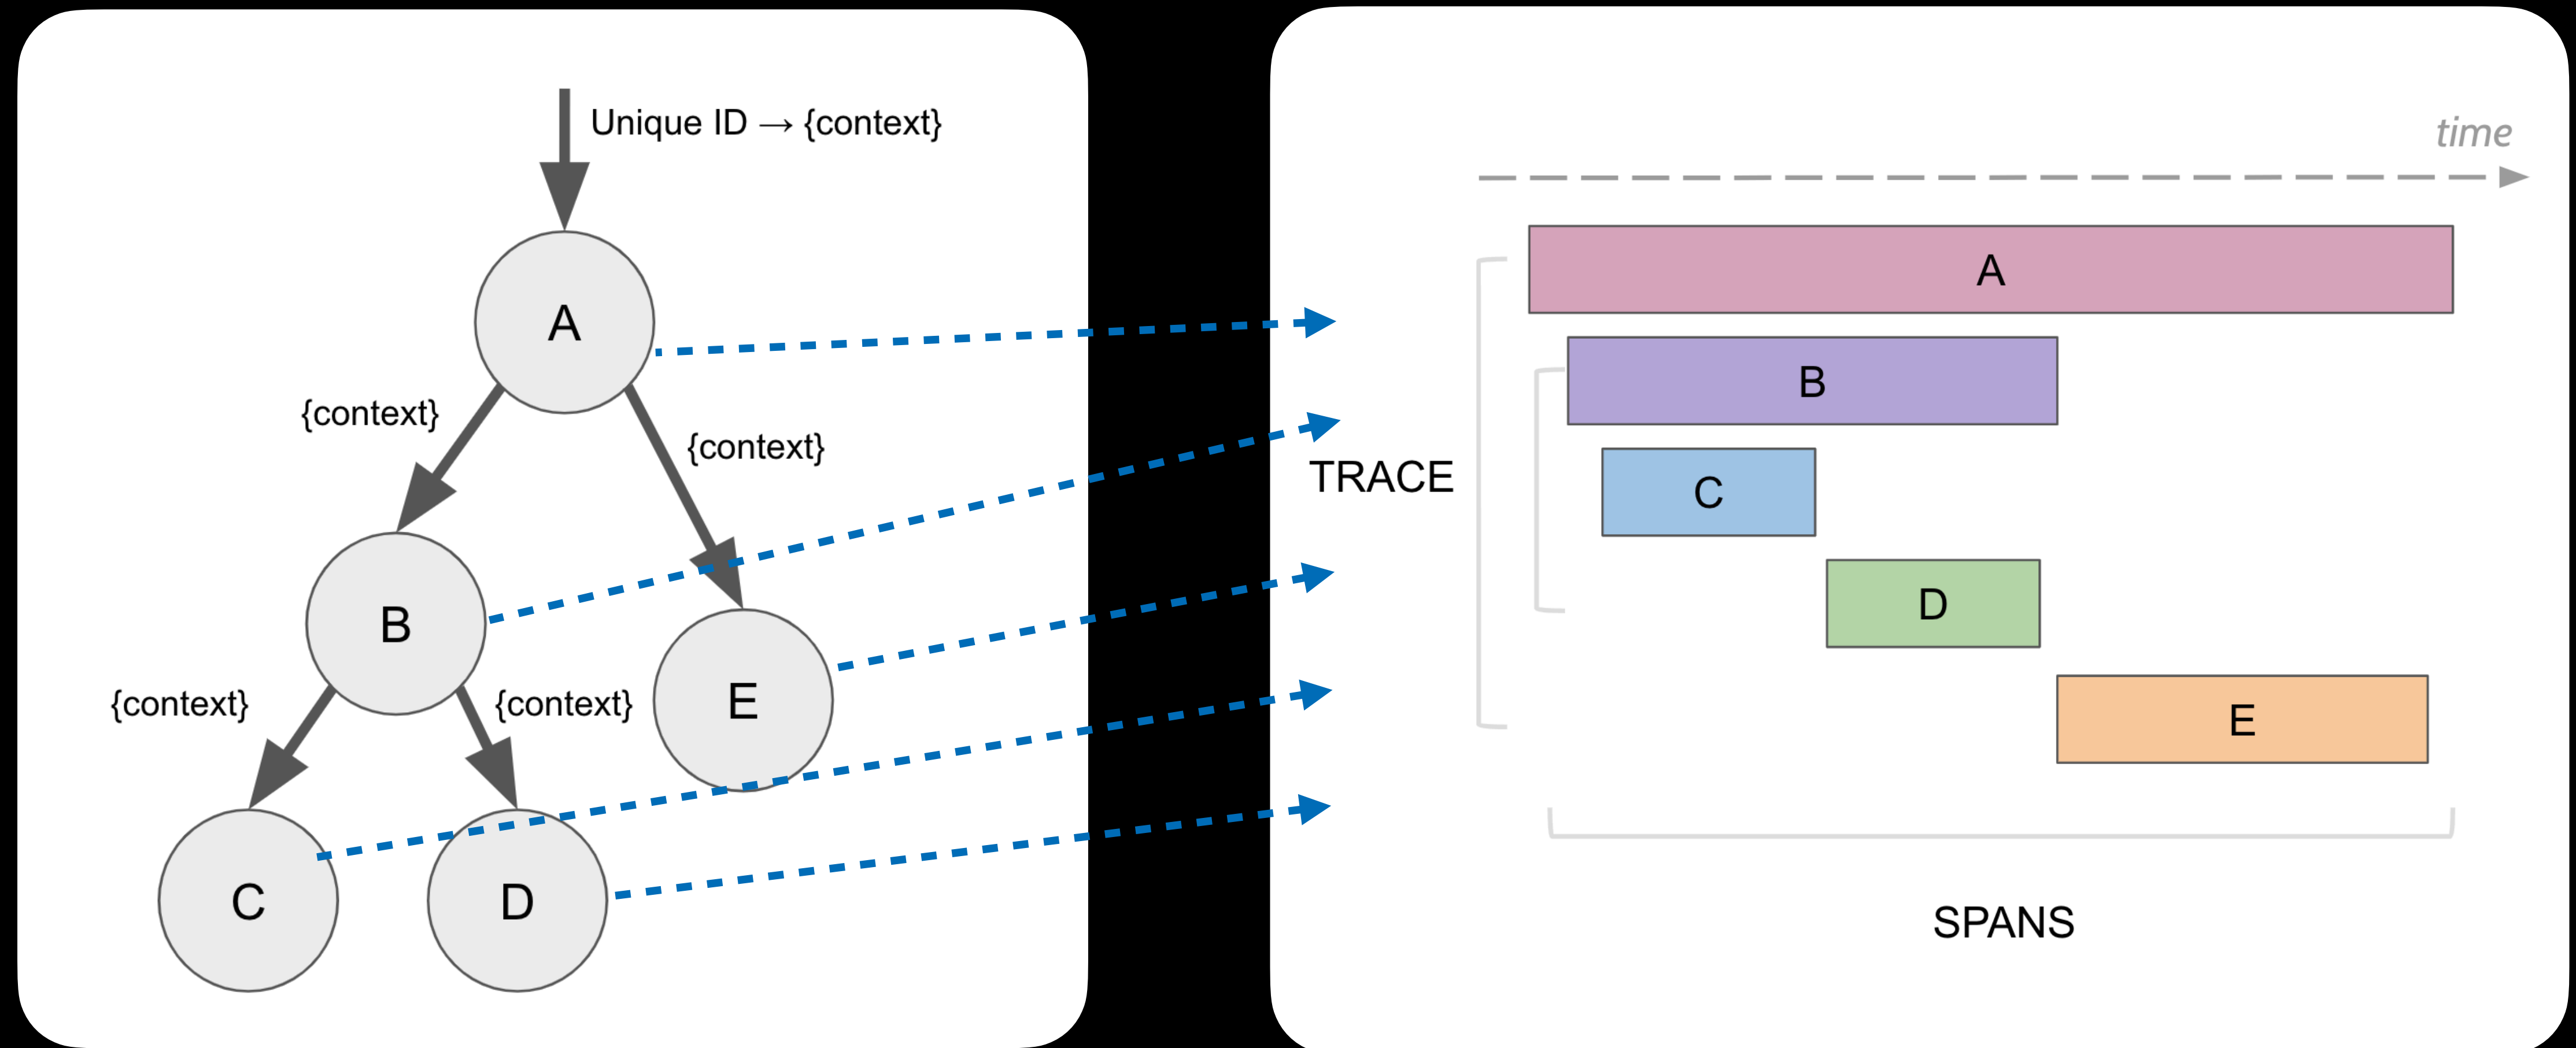 Unique ID → {context}
A
{context}
{context}
B
E
{context}
{context}
C
D
time
TRACE
A
B
C
D
E
SPANS